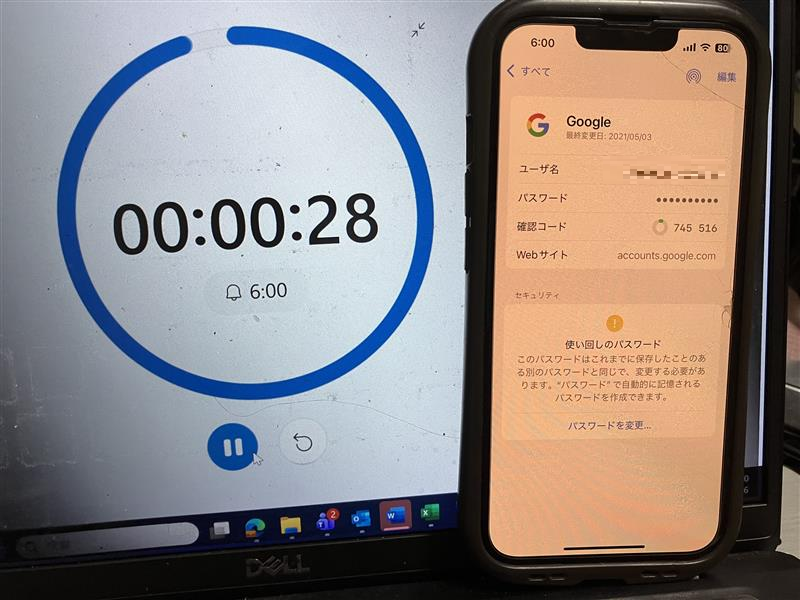 00:00:28
6:00
DELL
2
6:00
80
すべて
編集
Google
最終変更日: 2021/05/03
ユーザ名
パスワード
確認コード
745 516
Webサイト
accounts.google.com
セキュリティ
使い回しのパスワード
このパスワードはこれまでに保存したことのあ
る別のパスワードと同じで、変更する必要があ
ります。“パスワード” で自動的に記憶される
パスワードを作成できます。
パスワードを変更...